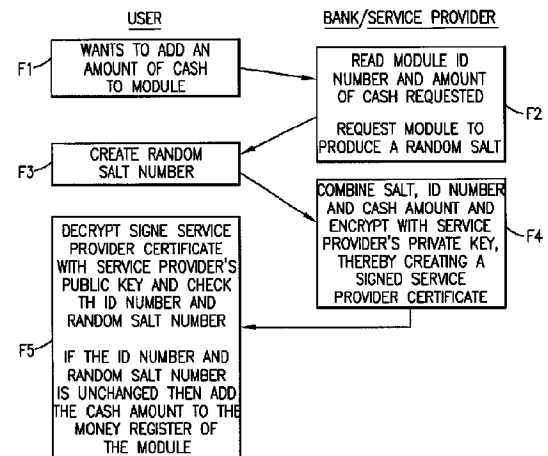 USER
BANK/SERVICE PROVIDER
F1
WANTS TO ADD AN
AMOUNT OF CASH
TO MODULE
READ MODULE ID
NUMBER AND AMOUNT
OF CASH REQUESTED
REQUEST MODULE TO
PRODUCE A RANDOM SALT
F2
F3
CREATE RANDOM
SALT NUMBER
COMBINE SALT, ID NUMBER
AND CASH AMOUNT AND
ENCRYPT WITH SERVICE
PROVIDER'S PRIVATE KEY,
THEREBY CREATING A
SIGNED SERVICE
PROVIDER CERTIFICATE
F4
F5
DECRYPT SIGNE SERVICE
PROVIDER CERTIFICATE
WITH SERVICE PROVIDER'S
PUBLIC KEY AND CHECK
TH ID NUMBER AND
RANDOM SALT NUMBER
IF THE ID NUMBER AND
RANDOM SALT NUMBER
IS UNCHANGED THEN ADD
THE CASH AMOUNT TO THE
MONEY REGISTER OF
THE MODULE